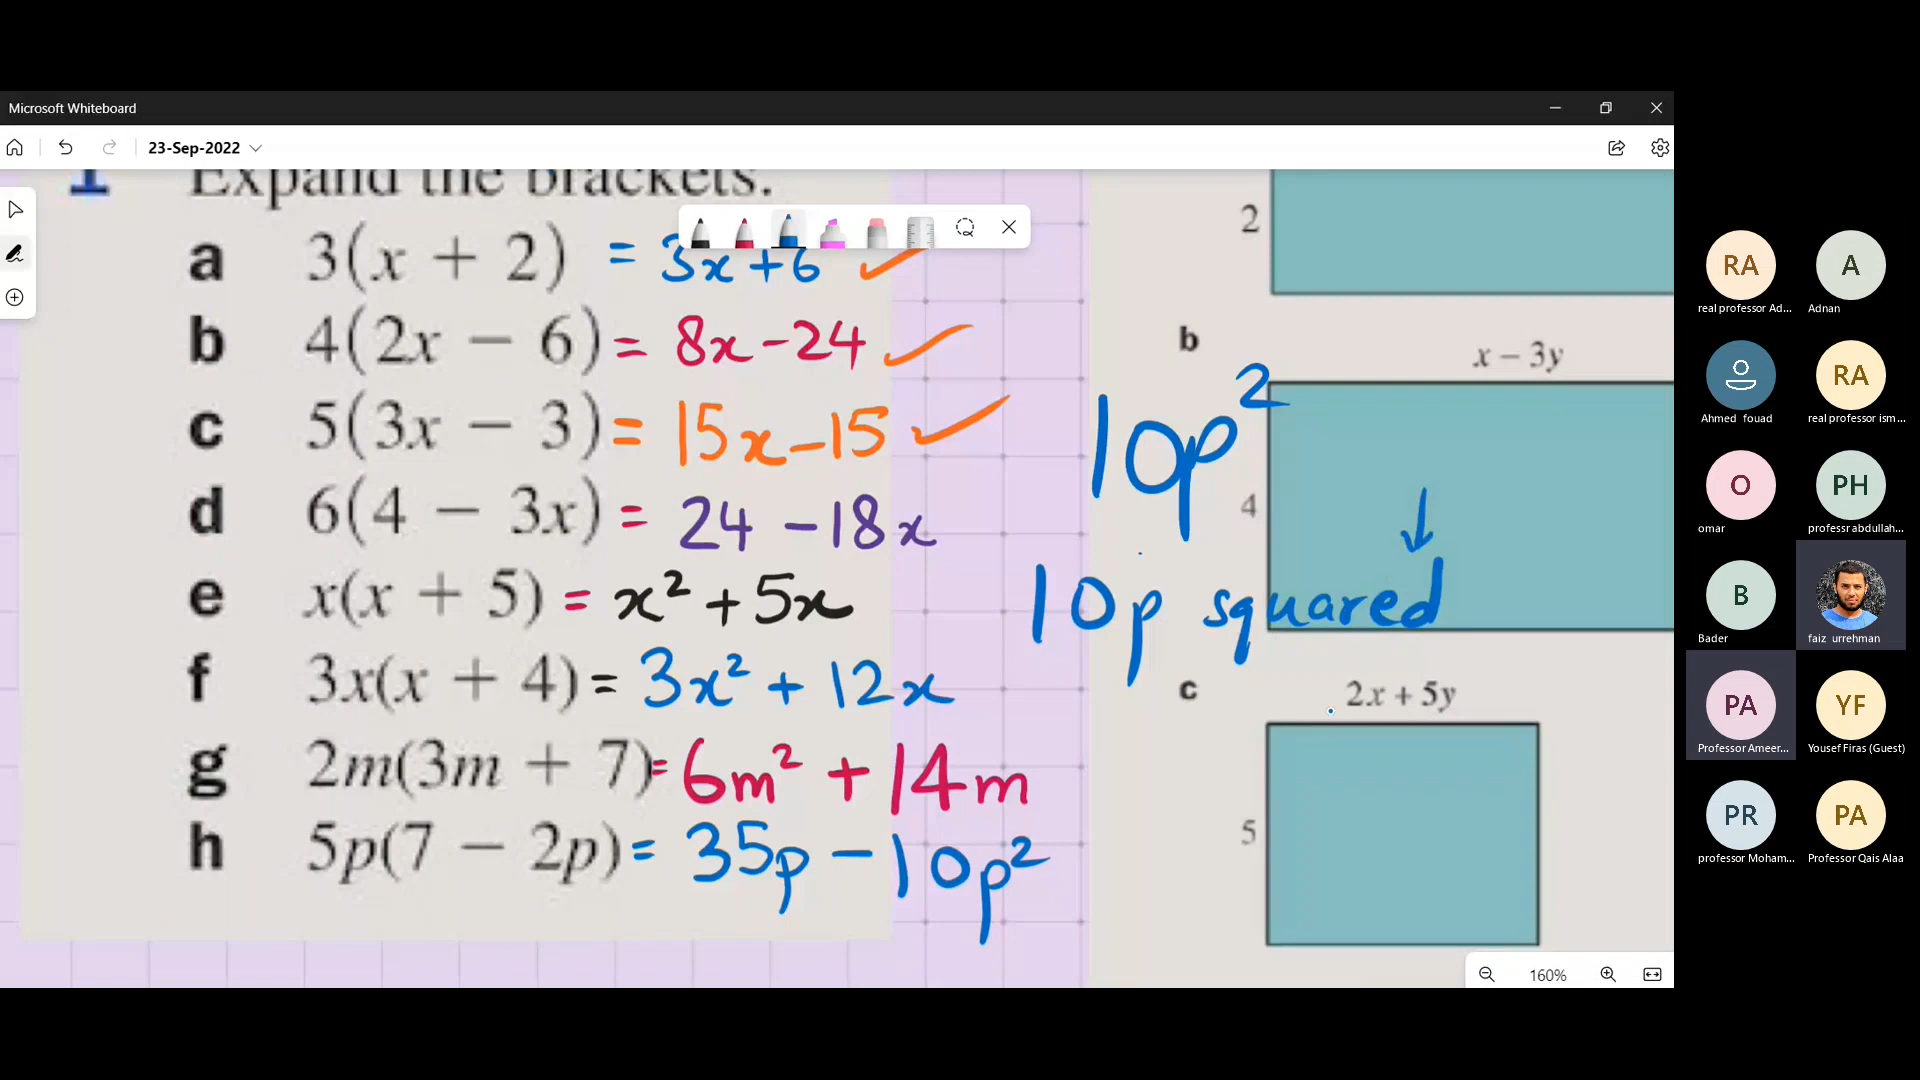 Microsoft Whiteboard
23-Sep-2022
1 Expand the brackets.
a 3(x + 2) = 3x+6
b 4(2x − 6) = 8x-24
c 5(3x − 3) = 15x-15
d 6(4 − 3x) = 24 -18x
e x(x + 5) = x² + 5x
f 3x(x + 4) = 3x² + 12x
g 2m(3m + 7) = 6m² + 14m
h 5p(7 − 2p) = 35p - 10p²
2
b
x − 3y
10p²
4
10p squared
c
2x + 5y
5
160%
RA
real professor Ad...
A
Adnan
Ahmed fouad
RA
real professor ism...
O
omar
PH
professr abdullah...
B
Bader
faiz urrehman
PA
Professor Ameer...
YF
Yousef Firas (Guest)
PR
professor Moham...
PA
Professor Qais Alaa